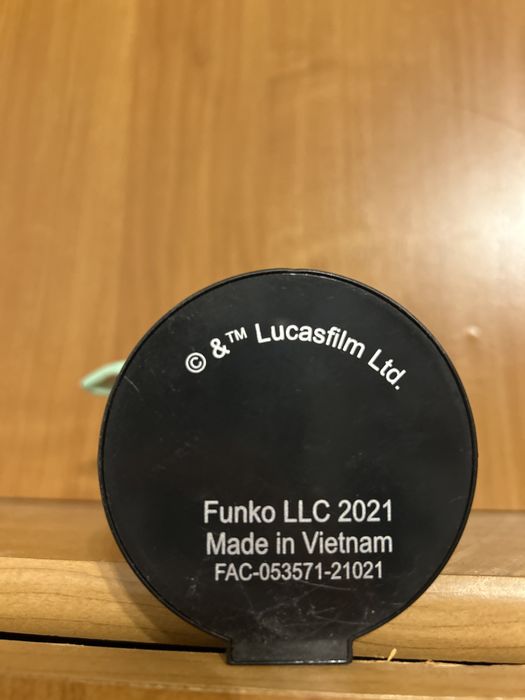 © &™ Lucasfilm Ltd.
Funko LLC 2021
Made in Vietnam
FAC-053571-21021